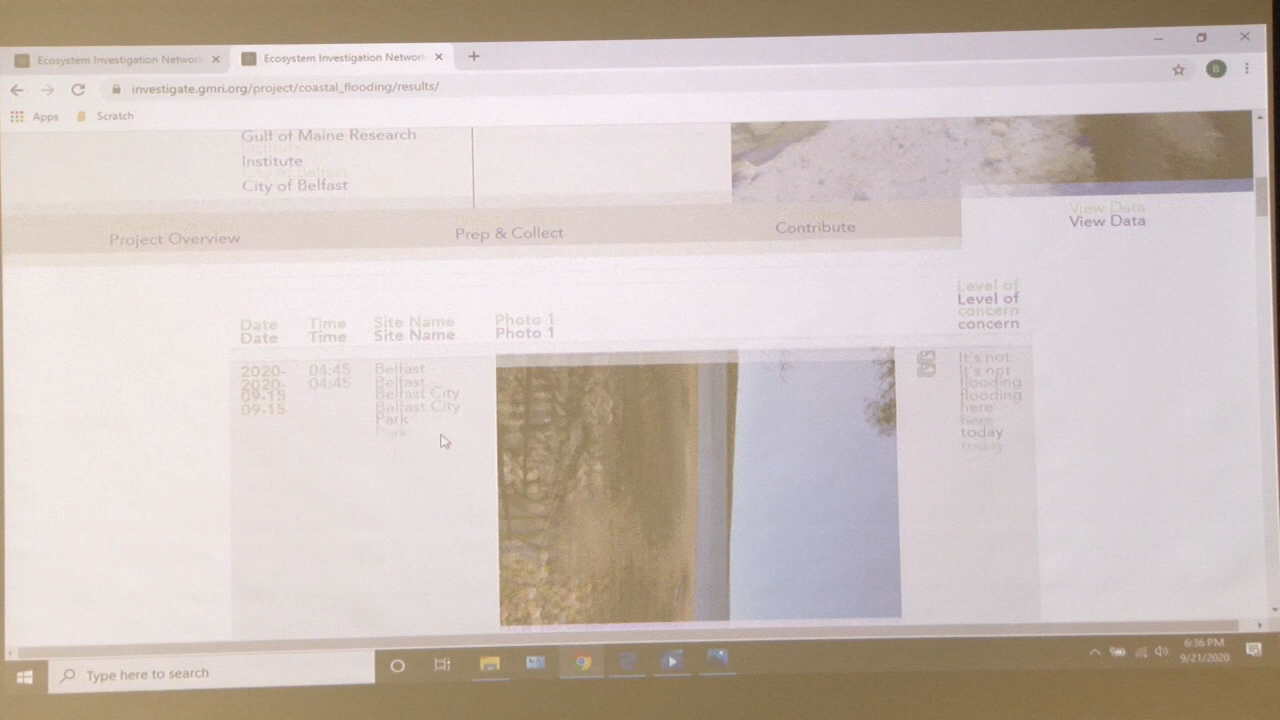 Ecosystem Investigation Network
Ecosystem Investigation Network
investigate.gmri.org/project/coastal_flooding/results/
B
Apps
Scratch
Gulf of Maine Research
Institute
City of Belfast
Project Overview
Prep & Collect
Contribute
View Data
Date
Time
Site Name
Photo 1
Level of
concern
2020-
09-15
04:45
Belfast
Belfast City
Park
It's not
flooding
here
today
Type here to search
6:36 PM
9/21/2020